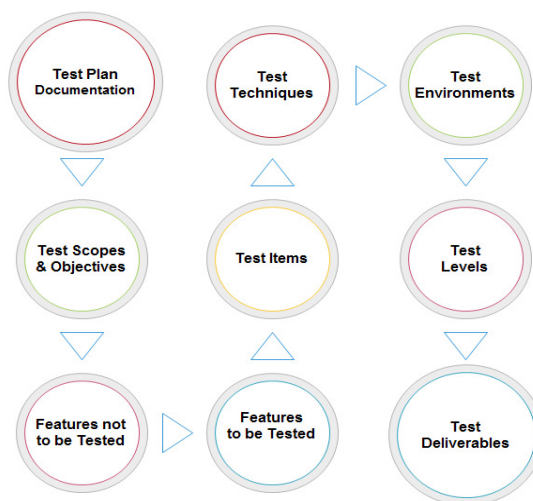 Test Plan
Documentation
Test Scopes
& Objectives
Features not
to be Tested
Features
to be Tested
Test Items
Test
Techniques
Test
Environments
Test
Levels
Test
Deliverables